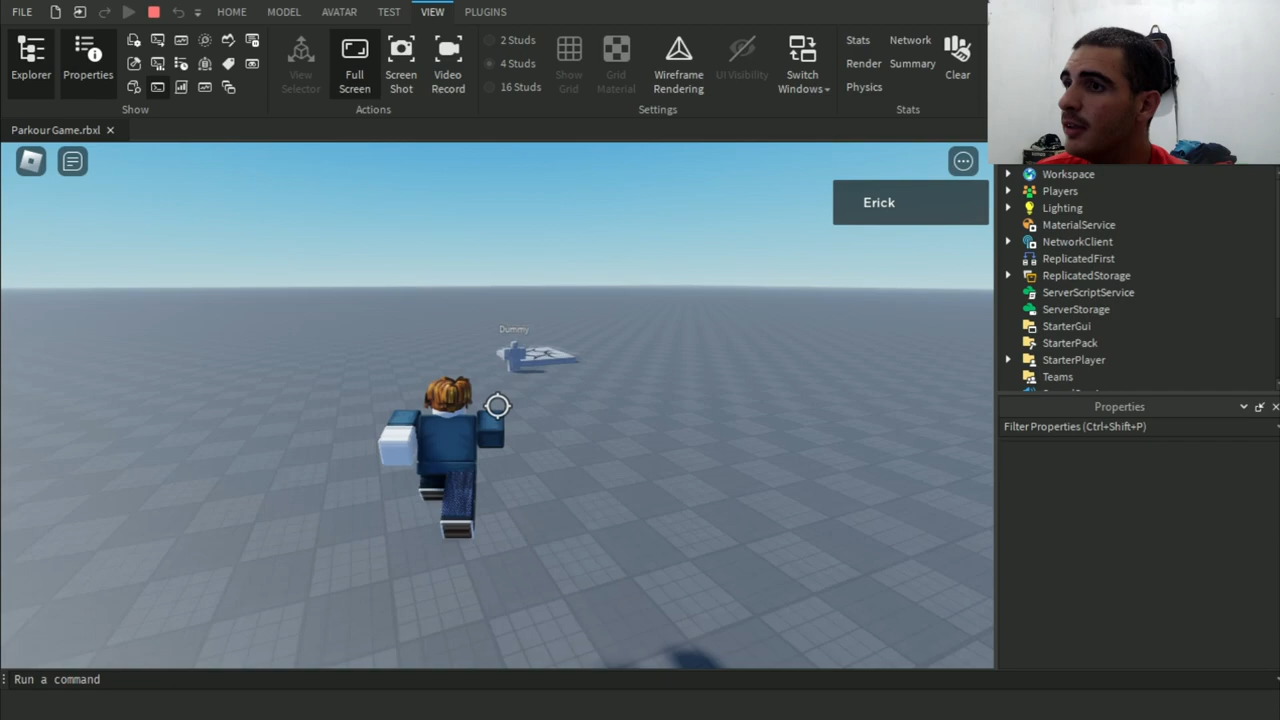 FILE HOME MODEL AVATAR TEST VIEW PLUGINS
2 Studs
4 Studs
16 Studs
Explorer
Properties
View
Selector
Full
Screen
Screen
Shot
Video
Record
Show
Grid
Grid
Material
Wireframe
Rendering
UI Visibility
Switch
Windows
Stats
Network
Render
Summary
Physics
Clear
Show
Actions
Settings
Stats
Parkour Game.rbxl
Erick
Dummy
Workspace
Players
Lighting
MaterialService
NetworkClient
ReplicatedFirst
ReplicatedStorage
ServerScriptService
ServerStorage
StarterGui
StarterPack
StarterPlayer
Teams
Properties
Filter Properties (Ctrl+Shift+P)
Run a command